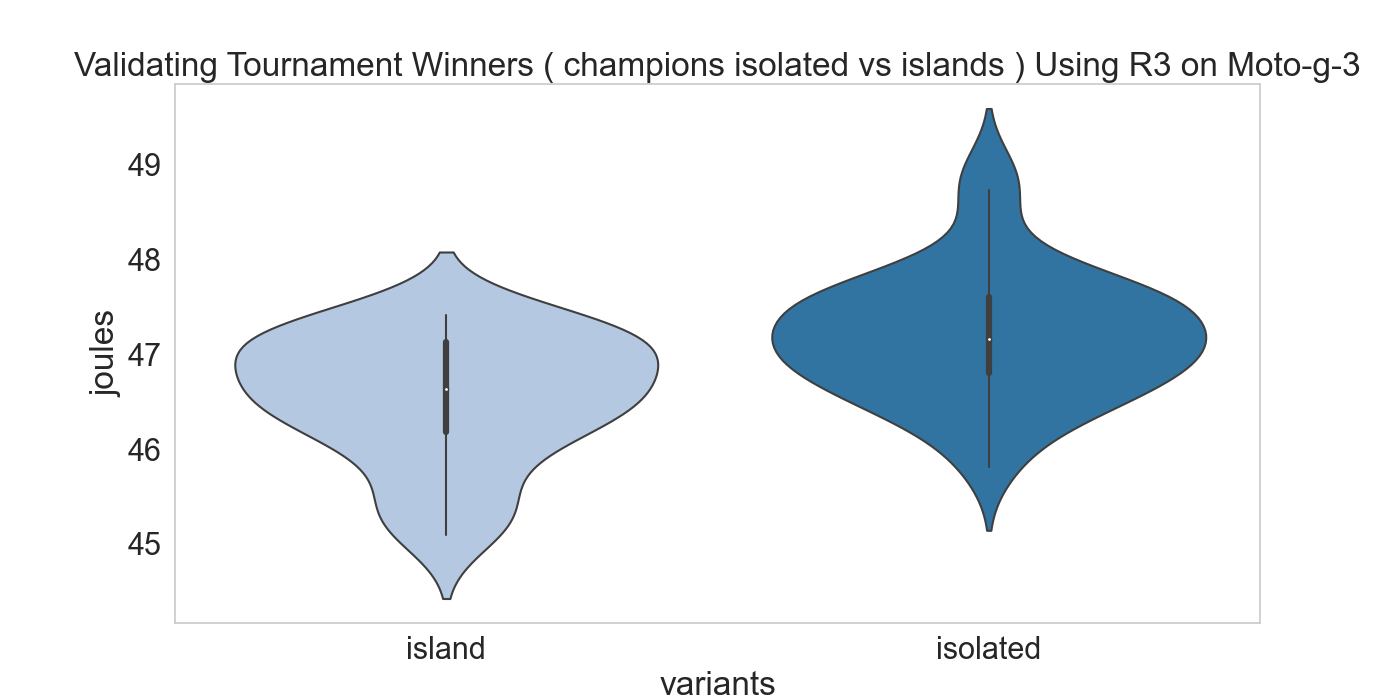 Validating Tournament Winners ( champions isolated vs islands ) Using R3 on Moto-g-3
49
48
47
46
45
joules
island
isolated
variants